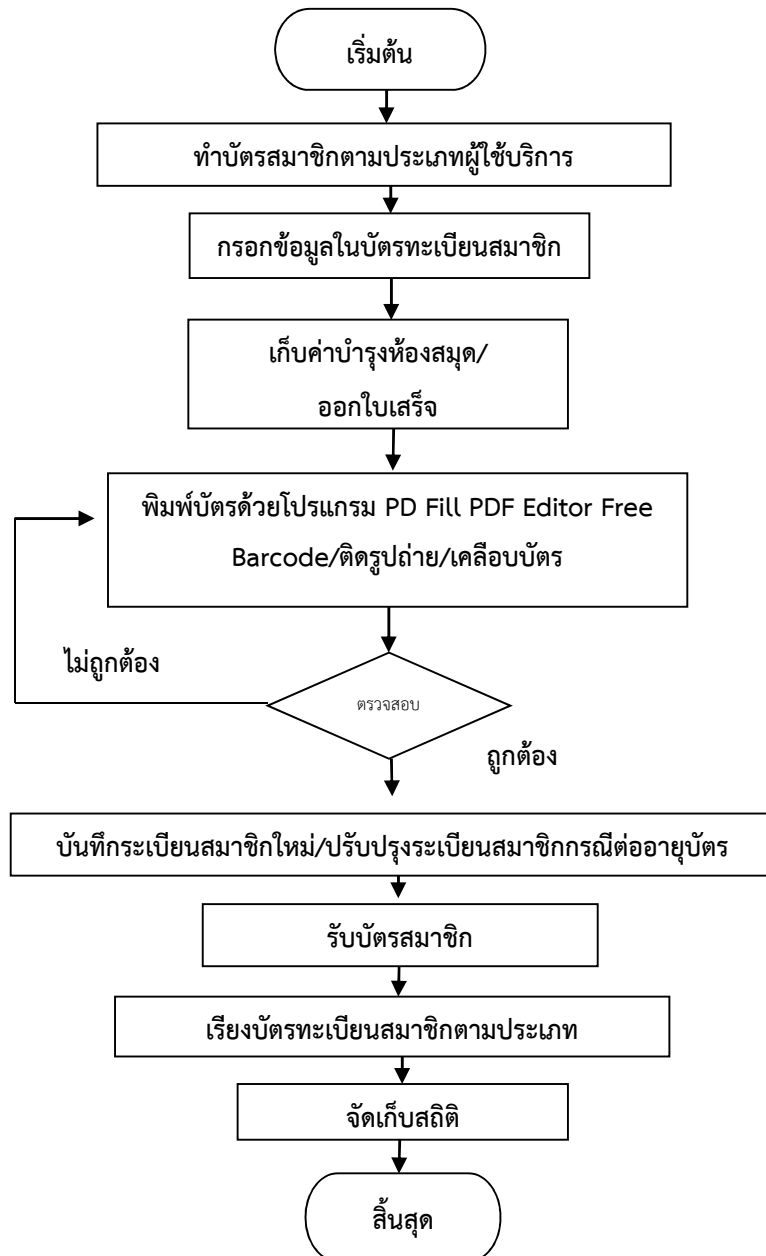 เริ่มต้น
ทำบัตรสมาชิกตามประเภทผู้ใช้บริการ
กรอกข้อมูลในบัตรทะเบียนสมาชิก
เก็บค่าบำรุงห้องสมุด/
ออกใบเสร็จ
พิมพ์บัตรด้วยโปรแกรม PD Fill PDF Editor Free
Barcode/ติดรูปถ่าย/เคลือบบัตร
ไม่ถูกต้อง
ตรวจสอบ
ถูกต้อง
บันทึกระเบียนสมาชิกใหม่/ปรับปรุงระเบียนสมาชิกกรณีต่ออายุบัตร
รับบัตรสมาชิก
เรียงบัตรทะเบียนสมาชิกตามประเภท
จัดเก็บสถิติ
สิ้นสุด